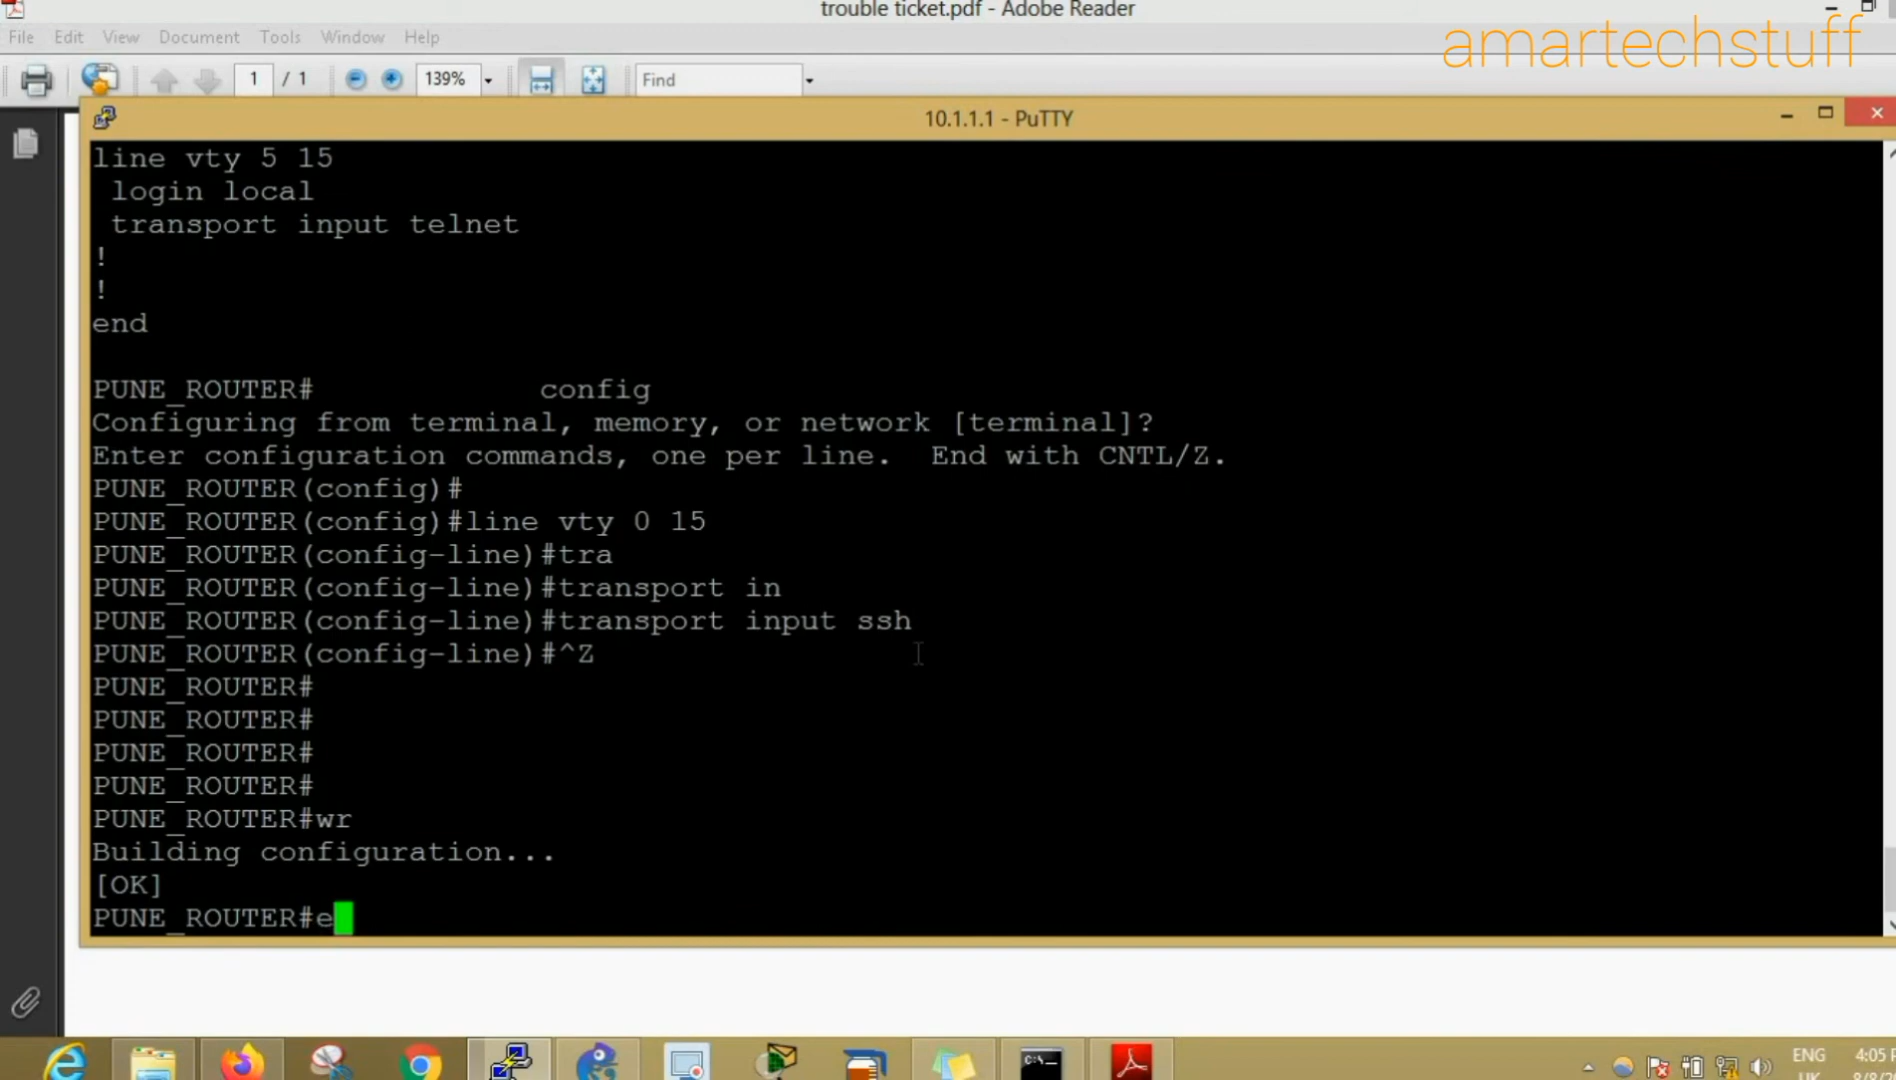 trouble ticket.pdf - Adobe Reader
amartechstuff
File Edit View Document Tools Window Help
1 / 1 139% Find
10.1.1.1 - PuTTY
line vty 5 15
login local
transport input telnet
!
!
end
PUNE_ROUTER# config
Configuring from terminal, memory, or network [terminal]?
Enter configuration commands, one per line. End with CNTL/Z.
PUNE_ROUTER(config)#
PUNE_ROUTER(config)#line vty 0 15
PUNE_ROUTER(config-line)#tra
PUNE_ROUTER(config-line)#transport in
PUNE_ROUTER(config-line)#transport input ssh
PUNE_ROUTER(config-line)#^Z
PUNE_ROUTER#
PUNE_ROUTER#
PUNE_ROUTER#
PUNE_ROUTER#
PUNE_ROUTER#wr
Building configuration...
[OK]
PUNE_ROUTER#e
C:\.
ENG 4:05